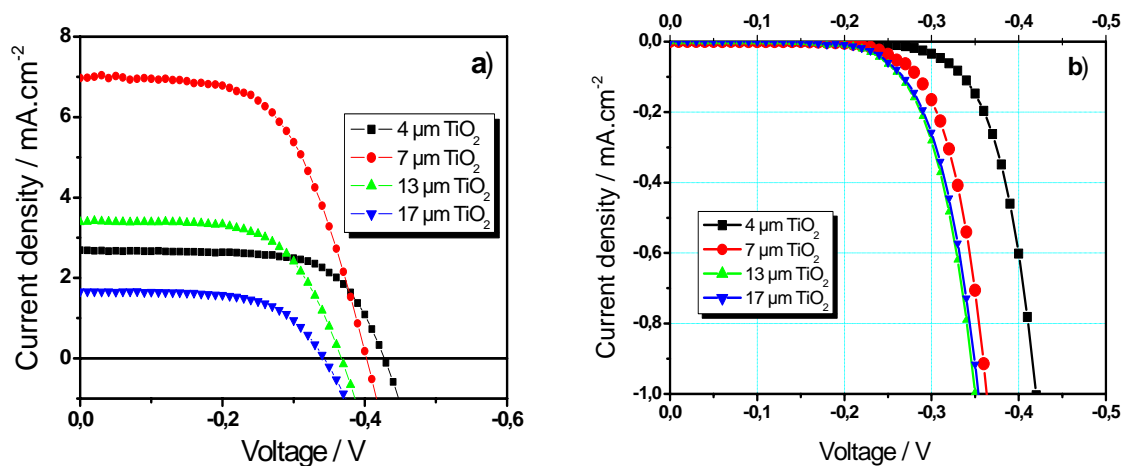 a)
8
6
4
2
0
Current density / mA.cm-2
4 µm TiO2
7 µm TiO2
13 µm TiO2
17 µm TiO2
0,0 -0,2 -0,4 -0,6
Voltage / V
0,0 -0,1 -0,2 -0,3 -0,4 -0,5
b)
0,0
-0,2
-0,4
-0,6
-0,8
-1,0
Current density / mA.cm-2
4 µm TiO2
7 µm TiO2
13 µm TiO2
17 µm TiO2
0,0 -0,1 -0,2 -0,3 -0,4 -0,5
Voltage / V